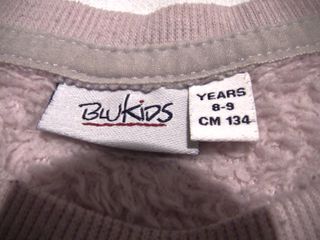 BLUKIDS
YEARS
8-9
CM 134